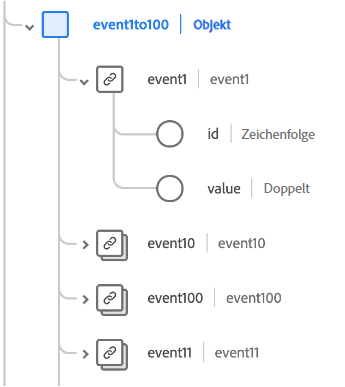 event1to100 Objekt
event1 event1
id Zeichenfolge
value Doppelt
event10 event10
event100 event100
event11 event11